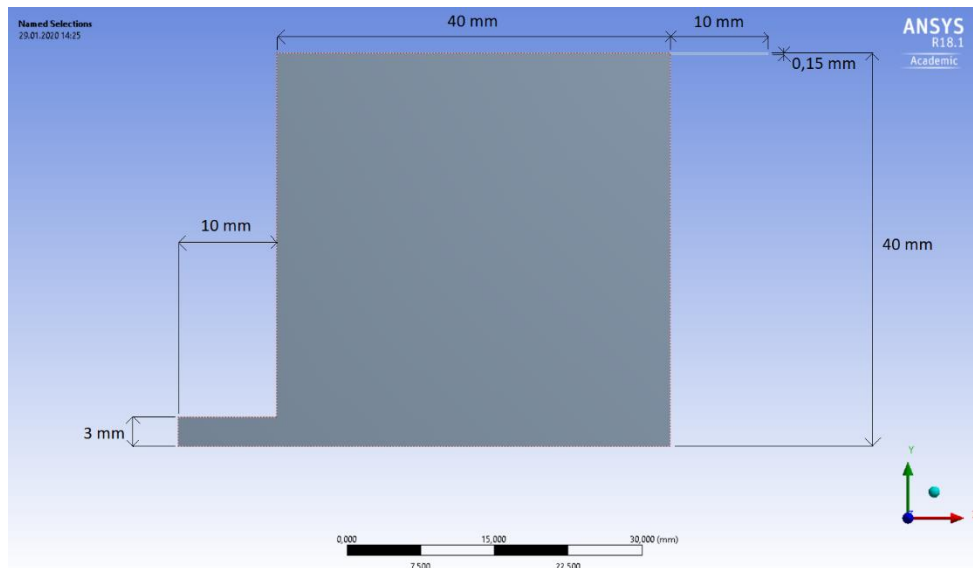 Named Selections
29.01.2020 14:25
40 mm
10 mm
ANSYS
R18.1
Academic
0,15 mm
10 mm
40 mm
3 mm
Y
0,000
15,000
30,000 (mm)
7,500
22,500